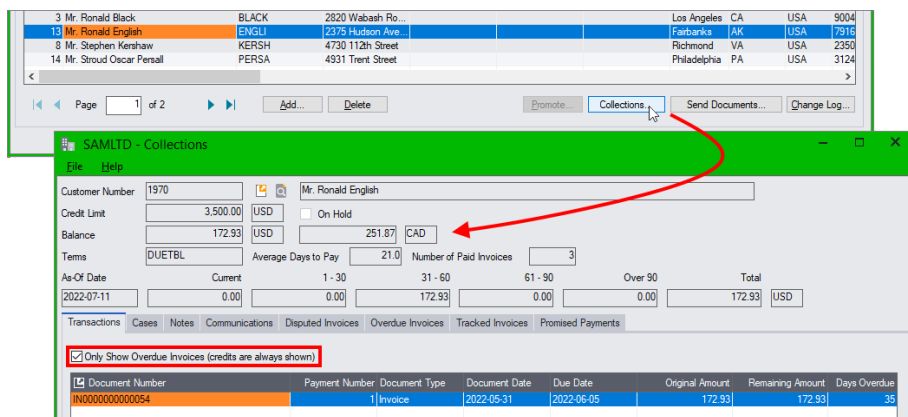 3 Mr. Ronald Black BLACK 2820 Wabash Ro... Los Angeles CA USA 9004
13 Mr. Ronald English ENGLI 2375 Hudson Ave... Fairbanks AK USA 7916
8 Mr. Stephen Kershaw KERSH 4730 112th Street Richmond VA USA 2350
14 Mr. Stroud Oscar Persall PERSA 4931 Trent Street Philadelphia PA USA 3124
Page 1 of 2 Add... Delete Promote... Collections... Send Documents... Change Log...
SAMLTD - Collections
File Help
Customer Number 1970 Mr. Ronald English
Credit Limit 3,500.00 USD On Hold
Balance 172.93 USD 251.87 CAD
Terms DUETBL Average Days to Pay 21.0 Number of Paid Invoices 3
As-Of Date Current 1 - 30 31 - 60 61 - 90 Over 90 Total
2022-07-11 0.00 0.00 172.93 0.00 0.00 172.93 USD
Transactions Cases Notes Communications Disputed Invoices Overdue Invoices Tracked Invoices Promised Payments
Only Show Overdue Invoices (credits are always shown)
Document Number Payment Number Document Type Document Date Due Date Original Amount Remaining Amount Days Overdue
IN0000000000054 1 Invoice 2022-05-31 2022-06-05 172.93 172.93 35